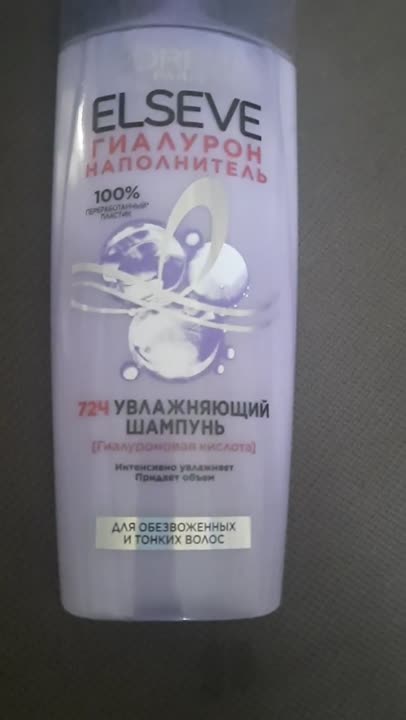 ELSEVE
ГИАЛУРОН
НАПОЛНИТЕЛЬ
100%
ПЕРЕРАБОТАННЫЙ*
ПЛАСТИК
72Ч УВЛАЖНЯЮЩИЙ
ШАМПУНЬ
[Гиалуроновая кислота]
Интенсивно увлажняет
Придает объем
ДЛЯ ОБЕЗВОЖЕННЫХ
И ТОНКИХ ВОЛОС